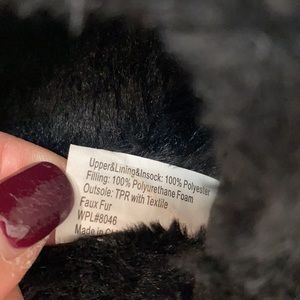 Upper&Lining&Insock: 100% Polyester
Filling: 100% Polyurethane Foam
Outsole: TPR with Textile
Faux Fur
WPL#8046
Made in